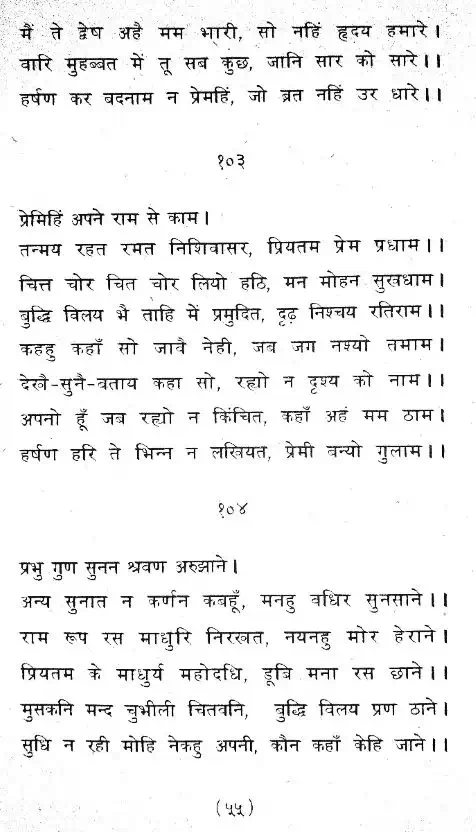 मैं ते द्वेष अहै मम भारी, सो नहिं हृदय हमारे।
वारि मुहब्बत में तू सब कुछ, जानि सार को सारे।।
हर्षण कर बदनाम न प्रेमहिं, जो ब्रत नहिं उर धारे।।
१०३
प्रेमिहिं अपने राम से काम।
तन्मय रहत रमत निशिवासर, प्रियतम प्रेम प्रधाम।।
चित्त चोर चित चोर लियो हठि, मन मोहन सुखधाम।
बुद्धि विलय भै ताहि में प्रमुदित, दृढ़ निश्चय रतिराम।।
कहहु कहाँ सो जावै नेही, जब जग नश्यो तमाम।
देखै-सुनै-बताय कहा सो, रह्यो न दृश्य को नाम।।
अपनो हूँ जब रह्यो न किंचित, कहाँ अहं मम ठाम।
हर्षण हरि ते भिन्न न लखियत, प्रेमी बन्यो गुलाम।।
१०४
प्रभु गुण सुनन श्रवण अरुझाने।
अन्य सुनात न कर्णन कबहूँ, मनहु वधिर सुनसाने।।
राम रूप रस माधुरि निरखत, नयनहु मोर हेराने।
प्रियतम के माधुर्य महोदधि, डूबि मना रस छाने।।
मुसकनि मन्द चुभीली चितवनि, बुद्धि विलय प्रण ठाने।
सुधि न रही मोहि नेकहु अपनी, कौन कहाँ केहि जाने।।
(५५)